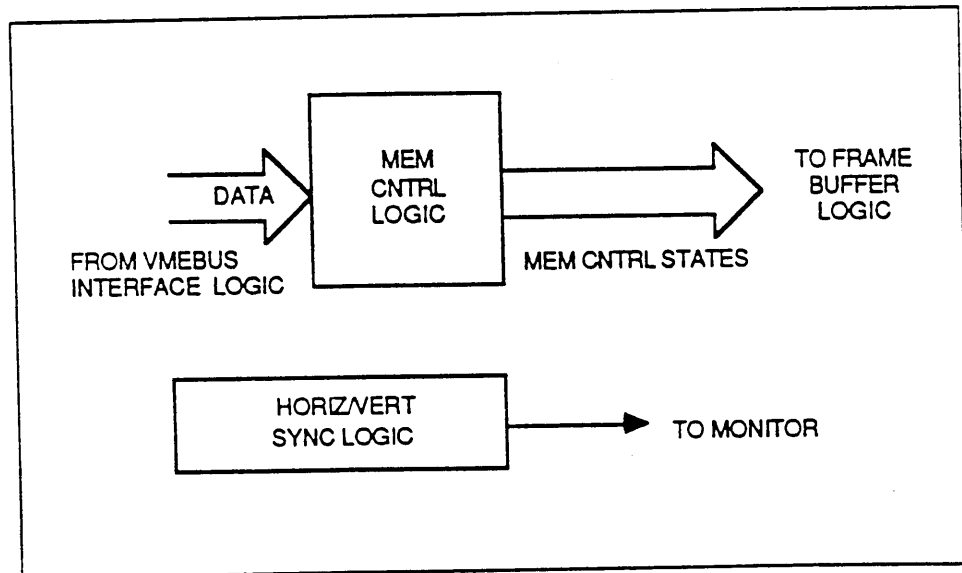 MEM
CNTRL
LOGIC
DATA
TO FRAME
BUFFER
LOGIC
FROM VMEBUS
INTERFACE LOGIC
MEM CNTRL STATES
HORIZ/VERT
SYNC LOGIC
TO MONITOR